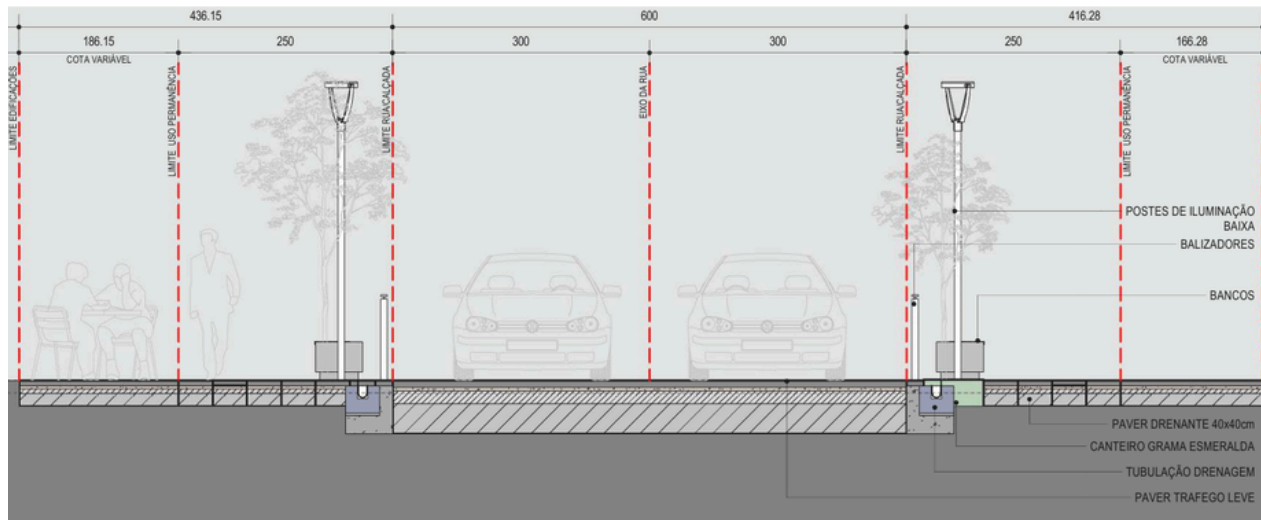 436.15
600
416.28
186.15
250
300
300
250
166.28
COTA VARIÁVEL
COTA VARIÁVEL
LIMITE EDIFICAÇÕES
LIMITE USO PERMANÊNCIA
LIMITE RUA/CALÇADA
EIXO DA RUA
LIMITE RUA/CALÇADA
LIMITE USO PERMANÊNCIA
POSTES DE ILUMINAÇÃO
BAIXA
BALIZADORES
BANCOS
PAVER DRENANTE 40x40cm
CANTEIRO GRAMA ESMERALDA
TUBULAÇÃO DRENAGEM
PAVER TRAFEGO LEVE